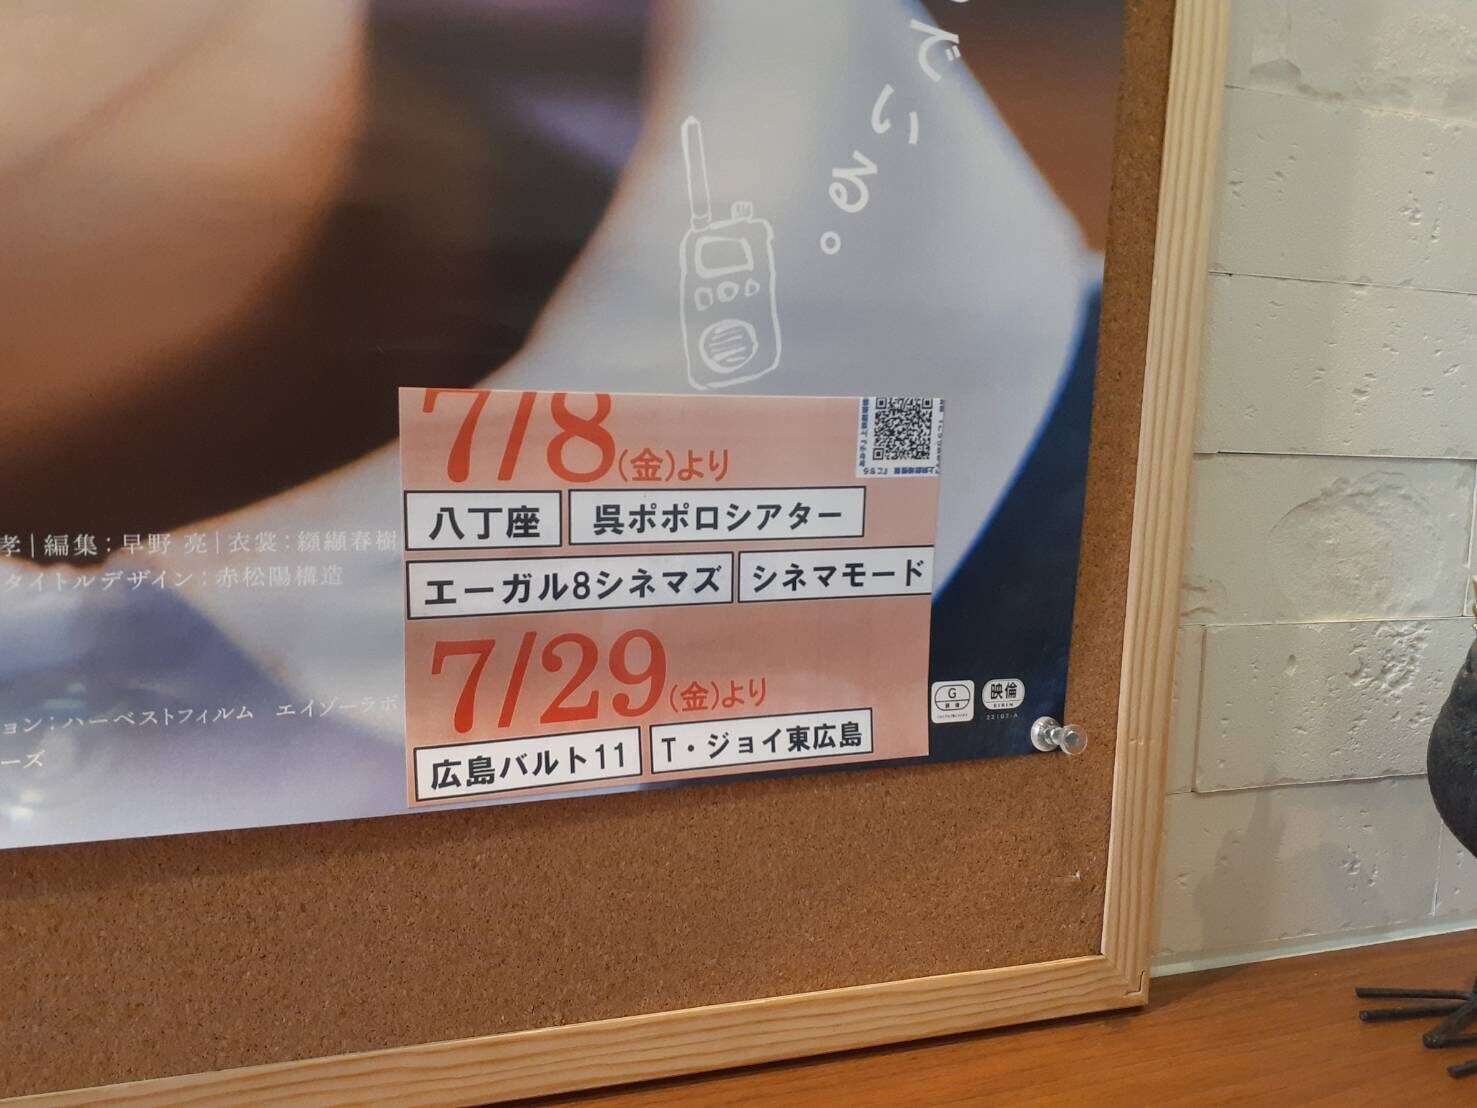 でいる。
7/8(金)より
八丁座 呉ポポロシアター
エーガル8シネマズ シネマモード
7/29(金)より
広島バルト11 T・ジョイ東広島
孝|編集:早野 亮|衣裳:纐纈春樹
タイトルデザイン:赤松陽構造
ョン:ハーベストフィルム エイゾーラボ
ーズ
G
映倫
EIRIN